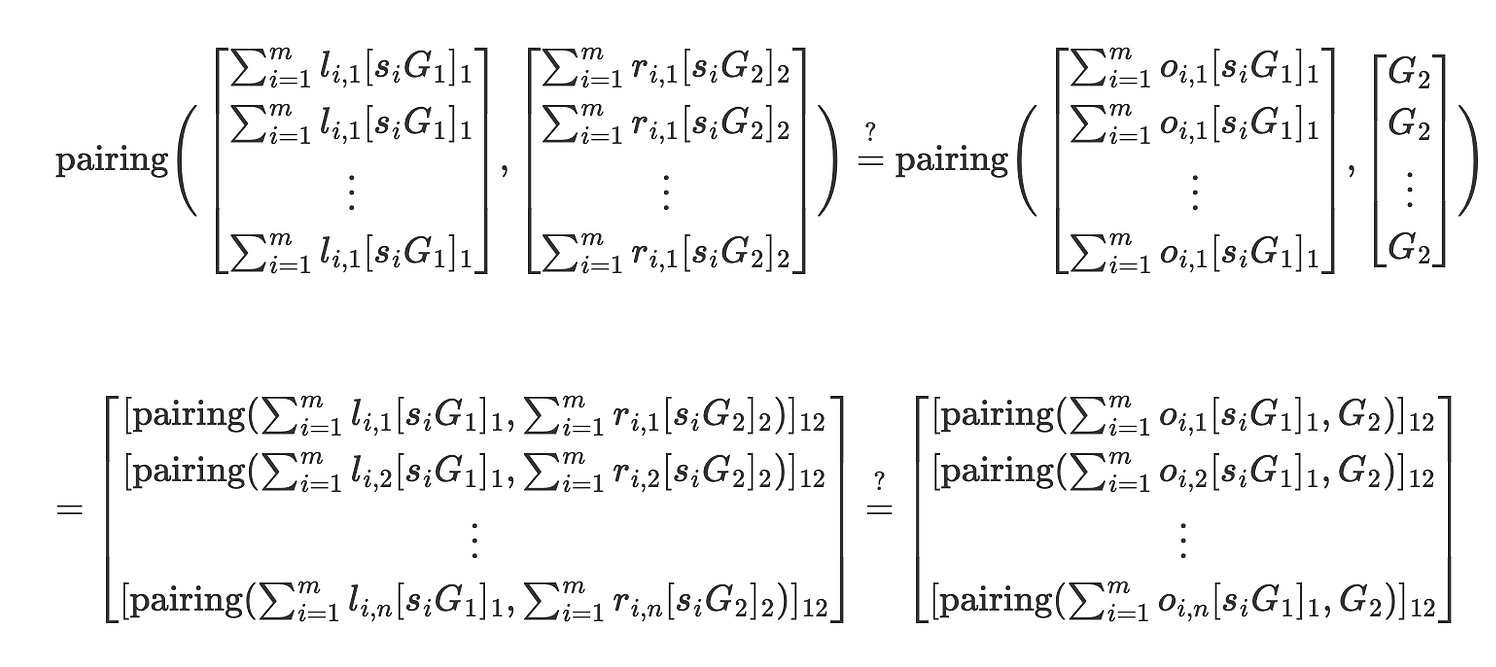 $\text{pairing}\left(\begin{bmatrix}\sum_{i=1}^{m} l_{i,1}[s_iG_1]_1\\ \sum_{i=1}^{m} l_{i,1}[s_iG_1]_1\\ \vdots\\ \sum_{i=1}^{m} l_{i,1}[s_iG_1]_1\end{bmatrix},\begin{bmatrix}\sum_{i=1}^{m} r_{i,1}[s_iG_2]_2\\ \sum_{i=1}^{m} r_{i,1}[s_iG_2]_2\\ \vdots\\ \sum_{i=1}^{m} r_{i,1}[s_iG_2]_2\end{bmatrix}\right)\stackrel{?}{=}\text{pairing}\left(\begin{bmatrix}\sum_{i=1}^{m} o_{i,1}[s_iG_1]_1\\ \sum_{i=1}^{m} o_{i,1}[s_iG_1]_1\\ \vdots\\ \sum_{i=1}^{m} o_{i,1}[s_iG_1]_1\end{bmatrix},\begin{bmatrix}G_2\\ G_2\\ \vdots\\ G_2\end{bmatrix}\right)$
$=\begin{bmatrix}[\text{pairing}(\sum_{i=1}^{m} l_{i,1}[s_iG_1]_1,\sum_{i=1}^{m} r_{i,1}[s_iG_2]_2)]_{12}\\ [\text{pairing}(\sum_{i=1}^{m} l_{i,2}[s_iG_1]_1,\sum_{i=1}^{m} r_{i,2}[s_iG_2]_2)]_{12}\\ \vdots\\ [\text{pairing}(\sum_{i=1}^{m} l_{i,n}[s_iG_1]_1,\sum_{i=1}^{m} r_{i,n}[s_iG_2]_2)]_{12}\end{bmatrix}\stackrel{?}{=}\begin{bmatrix}[\text{pairing}(\sum_{i=1}^{m} o_{i,1}[s_iG_1]_1,G_2)]_{12}\\ [\text{pairing}(\sum_{i=1}^{m} o_{i,2}[s_iG_1]_1,G_2)]_{12}\\ \vdots\\ [\text{pairing}(\sum_{i=1}^{m} o_{i,n}[s_iG_1]_1,G_2)]_{12}\end{bmatrix}$